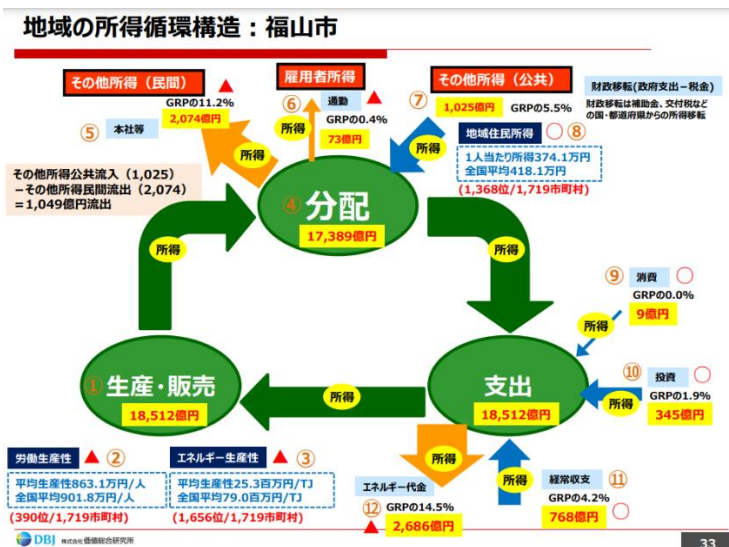 地域の所得循環構造：福山市
その他所得（民間） ▲
GRPの11.2%
2,074億円
⑤ 本社等
所得
雇用者所得
⑥ 通勤 ▲
GRPの0.4%
所得
73億円
その他所得（公共）
⑦ 1,025億円 GRPの5.5%
所得
財政移転(政府支出－税金)
財政移転は補助金、交付税など
の国・都道府県からの所得移転
地域住民所得 ○ ⑧
1人当たり所得374.1万円
全国平均418.1万円
(1,368位/1,719市町村)
その他所得公共流入（1,025）
－その他所得民間流出（2,074）
＝1,049億円流出
④ 分配
17,389億円
所得
所得
⑨ 消費 ○
GRPの0.0%
所得
9億円
⑩ 投資 ○
GRPの1.9%
所得
345億円
① 生産・販売
18,512億円
所得
支出
18,512億円
労働生産性 ▲ ②
平均生産性863.1万円/人
全国平均901.8万円/人
(390位/1,719市町村)
エネルギー生産性 ▲ ③
平均生産性25.3百万円/TJ
全国平均79.0百万円/TJ
(1,656位/1,719市町村)
所得
エネルギー代金
⑫ GRPの14.5%
▲ 2,686億円
所得
経常収支 ⑪
GRPの4.2%
768億円 ○
DBJ 株式会社 価値総合研究所
33